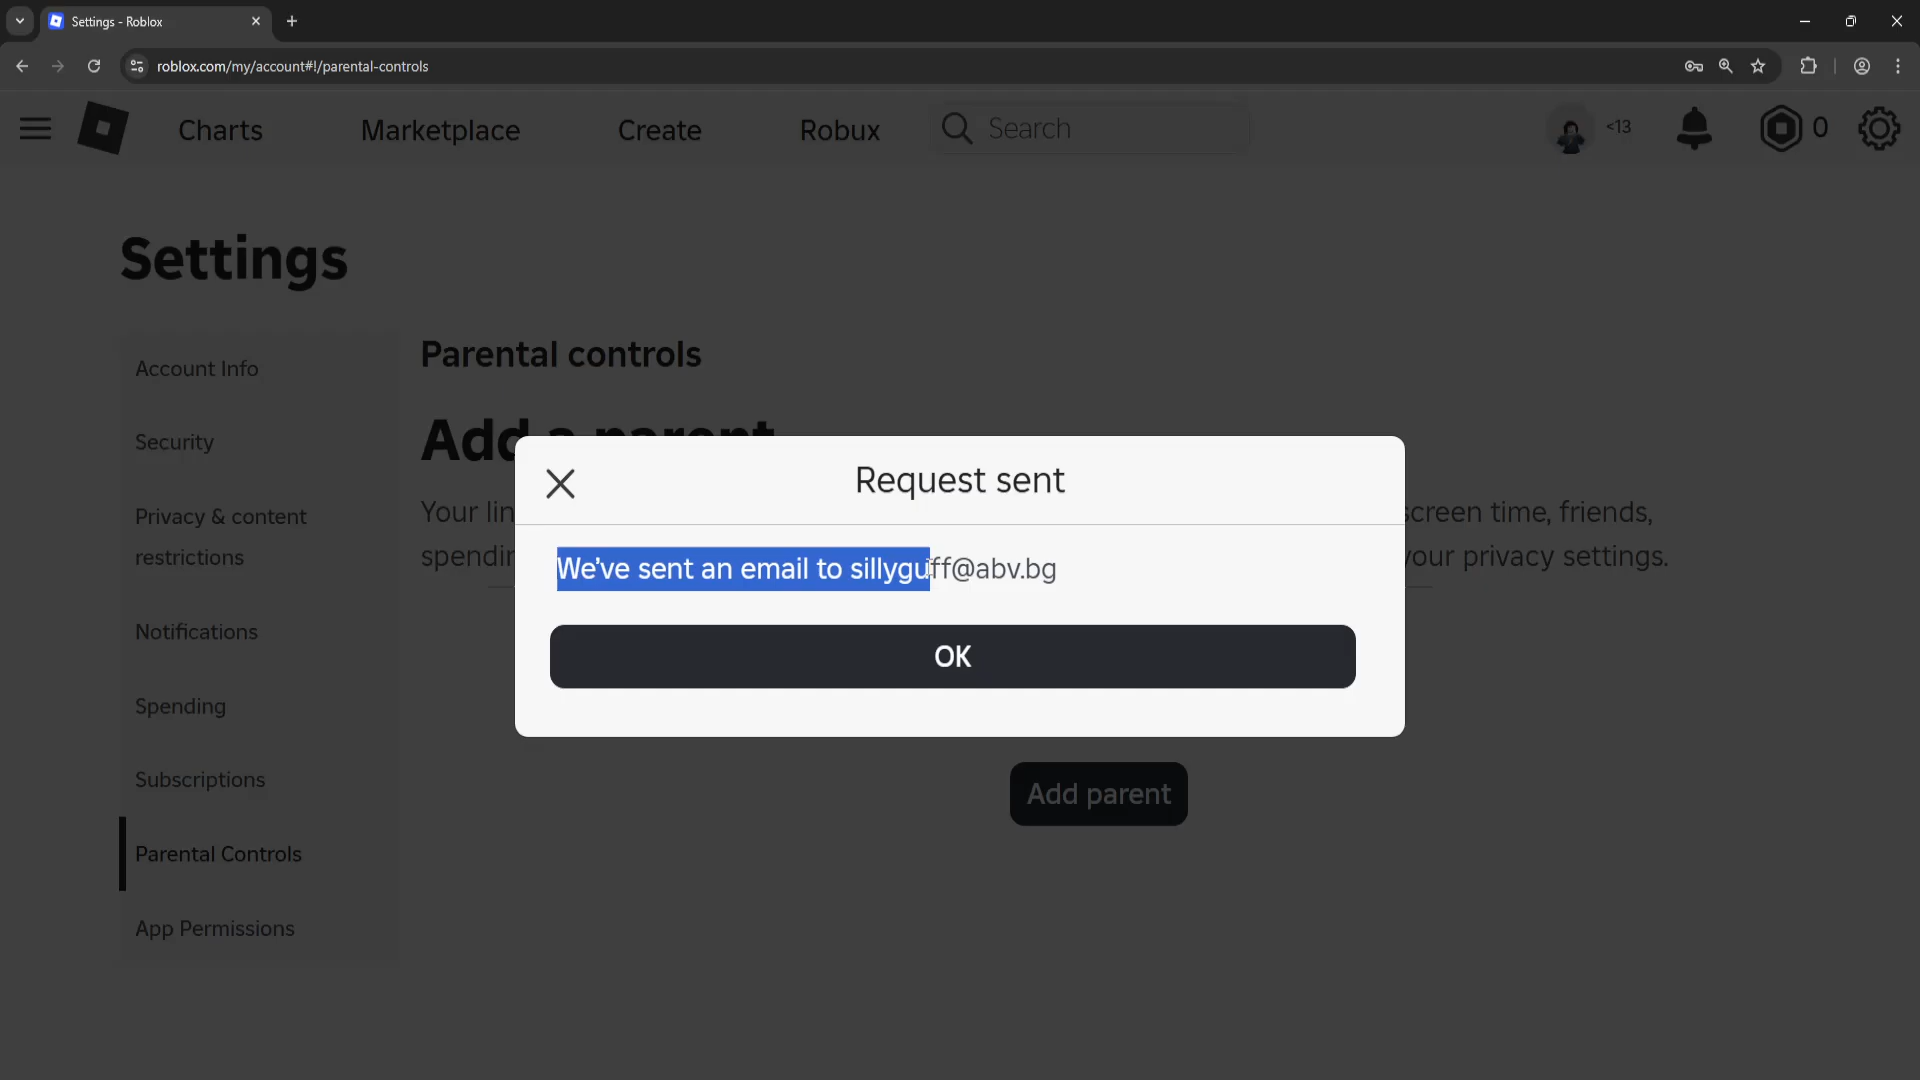 Settings - Roblox
roblox.com/my/account#!/parental-controls
Charts
Marketplace
Create
Robux
Search
<13
0
Settings
Account Info
Security
Privacy & content
restrictions
Notifications
Spending
Subscriptions
Parental Controls
App Permissions
Parental controls
Add a parent
Your lin
screen time, friends,
spendin
your privacy settings.
Request sent
We've sent an email to sillyguff@abv.bg
OK
Add parent